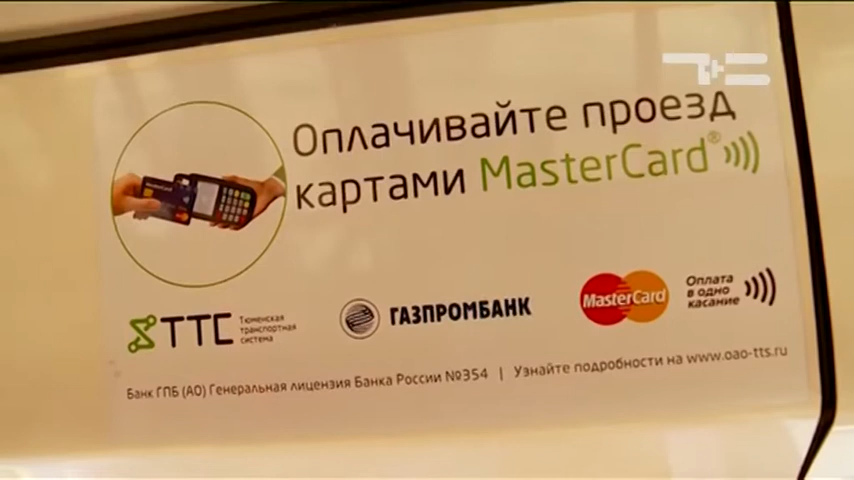 T+E
Оплачивайте проезд
картами MasterCard®
MasterCard
ТТС
Тюменская
транспортная
система
ГАЗПРОМБАНК
MasterCard
Оплата
в одно
касание
Банк ГПБ (АО) Генеральная лицензия Банка России №354 | Узнайте подробности на www.oao-tts.ru